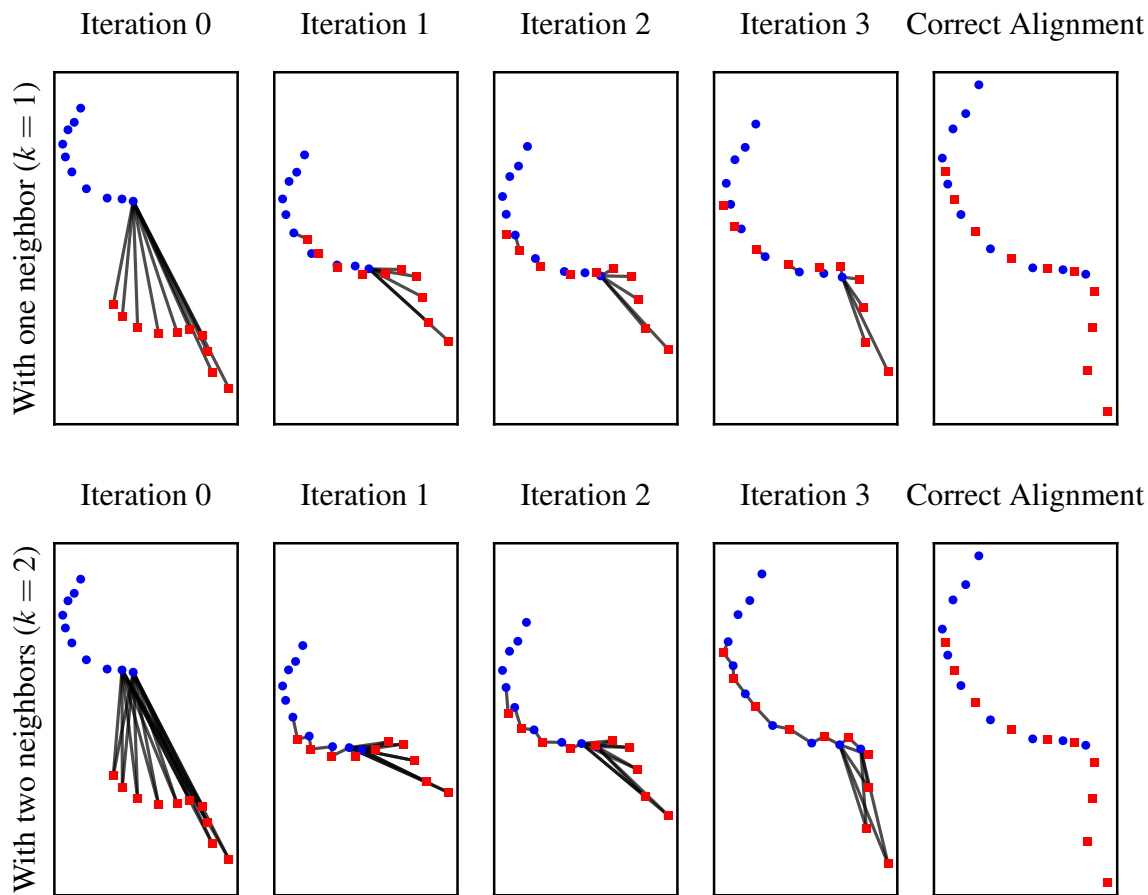 Iteration 0 Iteration 1 Iteration 2 Iteration 3 Correct Alignment
With one neighbor (k = 1)
Iteration 0 Iteration 1 Iteration 2 Iteration 3 Correct Alignment
With two neighbors (k = 2)